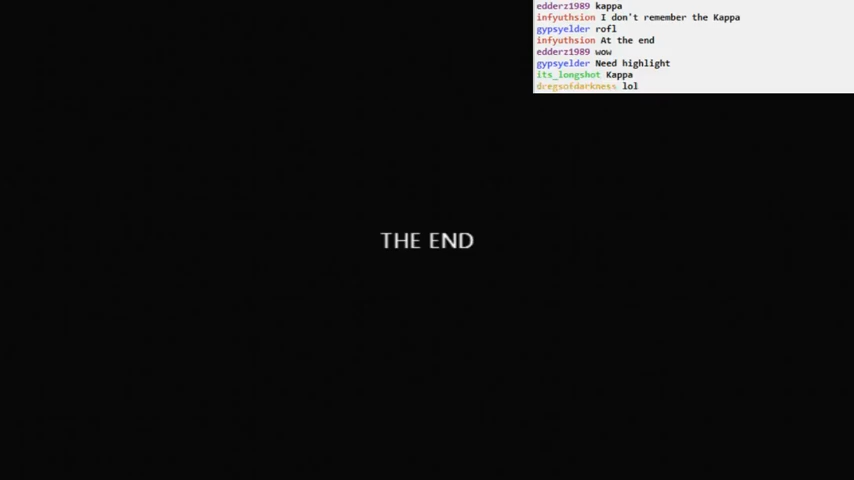 edderz1989 kappa
infyuthsion I don't remember the Kappa
gypsyelder rofl
infyuthsion At the end
edderz1989 wow
gypsyelder Need highlight
its_longshot Kappa
dregsofdarkness lol
THE END